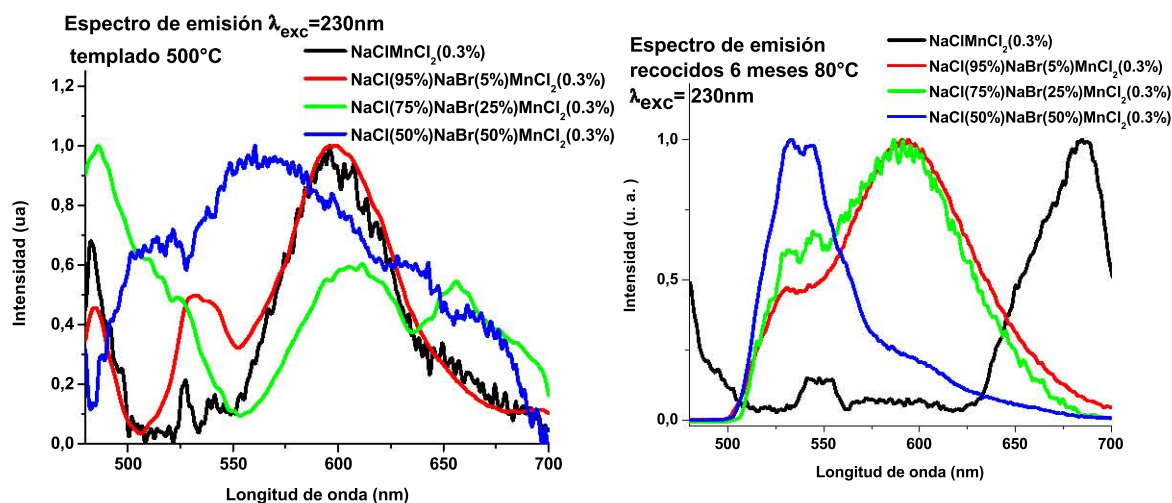 Espectro de emisión λexc=230nm
templado 500°C
NaClMnCl2(0.3%)
NaCl(95%)NaBr(5%)MnCl2(0.3%)
NaCl(75%)NaBr(25%)MnCl2(0.3%)
NaCl(50%)NaBr(50%)MnCl2(0.3%)
1,2
1,0
0,8
0,6
0,4
0,2
0,0
Intensidad (ua)
500
550
600
650
700
Longitud de onda (nm)
Espectro de emisión
recocidos 6 meses 80°C
λexc= 230nm
NaClMnCl2(0.3%)
NaCl(95%)NaBr(5%)MnCl2(0.3%)
NaCl(75%)NaBr(25%)MnCl2(0.3%)
NaCl(50%)NaBr(50%)MnCl2(0.3%)
1,0
0,5
0,0
Intensidad (u. a.)
500
550
600
650
700
Longitud de onda (nm)